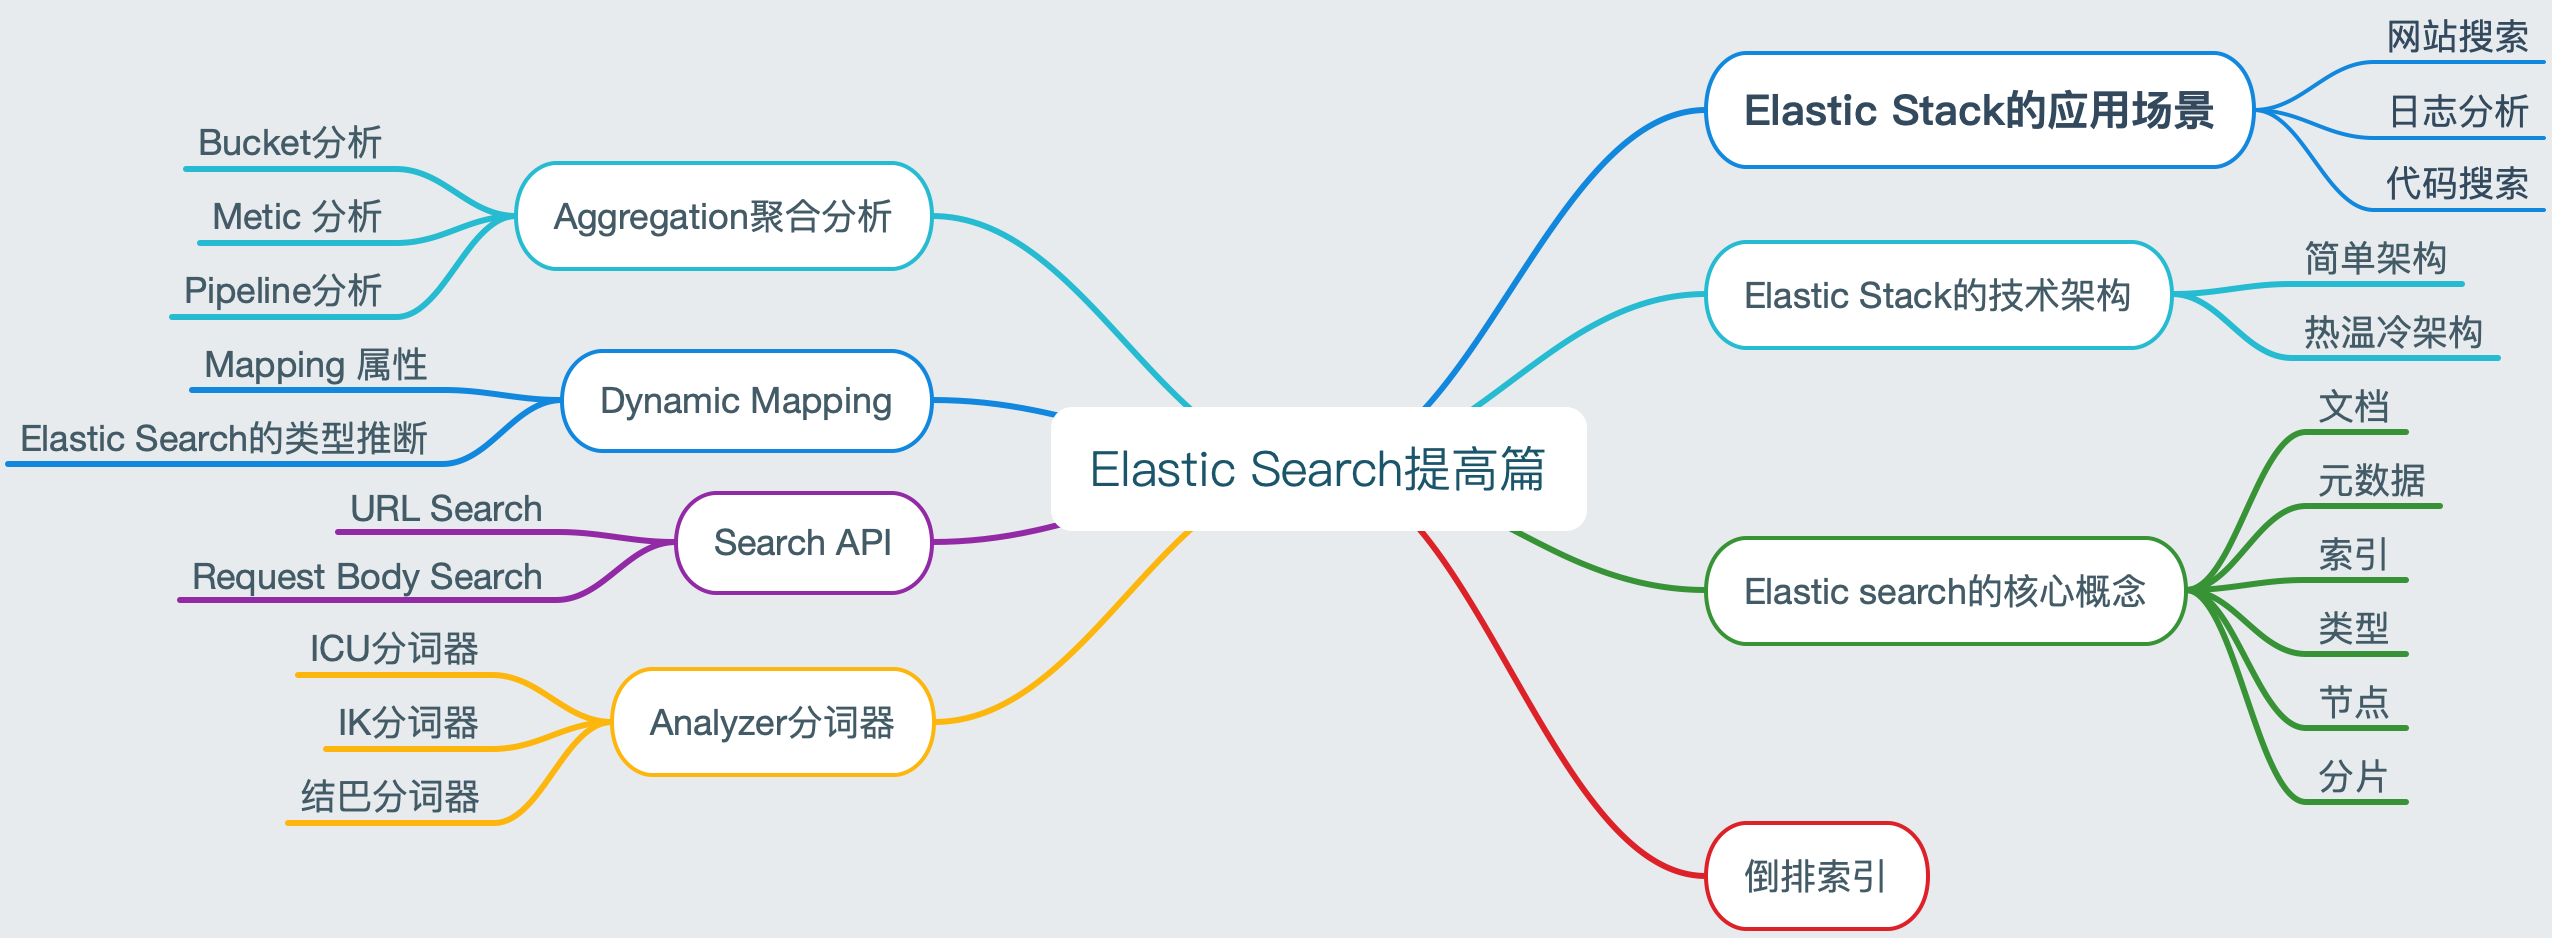 Elastic Search提高篇
Elastic Stack的应用场景
网站搜索
日志分析
代码搜索
Elastic Stack的技术架构
简单架构
热温冷架构
Elastic search的核心概念
文档
元数据
索引
类型
节点
分片
倒排索引
Aggregation聚合分析
Bucket分析
Metic 分析
Pipeline分析
Dynamic Mapping
Mapping 属性
Elastic Search的类型推断
Search API
URL Search
Request Body Search
Analyzer分词器
ICU分词器
IK分词器
结巴分词器